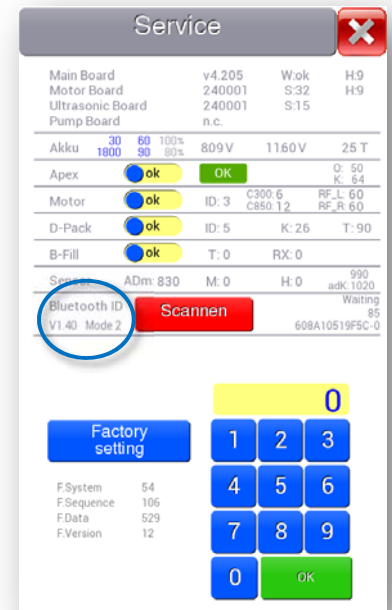 Service
Main Board v4.205 W:ok H:9
Motor Board 240001 S:32 H:9
Ultrasonic Board 240001 S:15
Pump Board n.c.
Akku 30 60 100% 809 V 1160 V 25 T
1800 90 80%
Apex ok OK O: 50
K: 64
Motor ok ID: 3 C300:6 RF_L: 60
C850:12 RF_R: 60
D-Pack ok ID: 5 K: 26 T: 90
B-Fill ok T: 0 RX: 0
Sensor ADm: 830 M: 0 H: 0 990
adK: 1020
Bluetooth ID Scannen Waiting
85
V1.40 Mode 2 608A10519F5C-0
0
Factory
setting
1 2 3
F.System 54
F.Sequence 106
F.Data 529
F.Version 12
4 5 6
7 8 9
0 OK